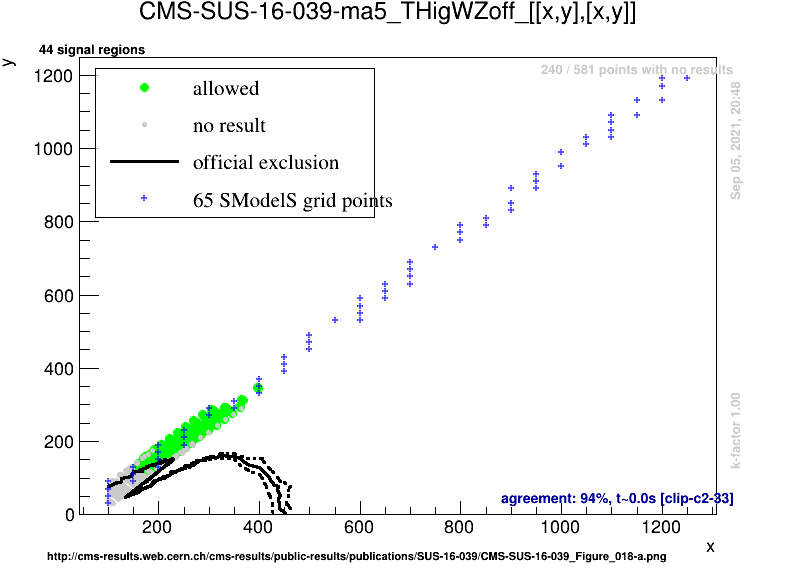 CMS-SUS-16-039-ma5_THigWZoff_[[x,y],[x,y]]
44 signal regions
y
240 / 581 points with no results
allowed
no result
official exclusion
65 SModelS grid points
1200
1000
800
600
400
200
0
200
400
600
800
1000
1200
x
Sep 05, 2021, 20:48
k-factor 1.00
agreement: 94%, t~0.0s [clip-c2-33]
http://cms-results.web.cern.ch/cms-results/public-results/publications/SUS-16-039/CMS-SUS-16-039_Figure_018-a.png